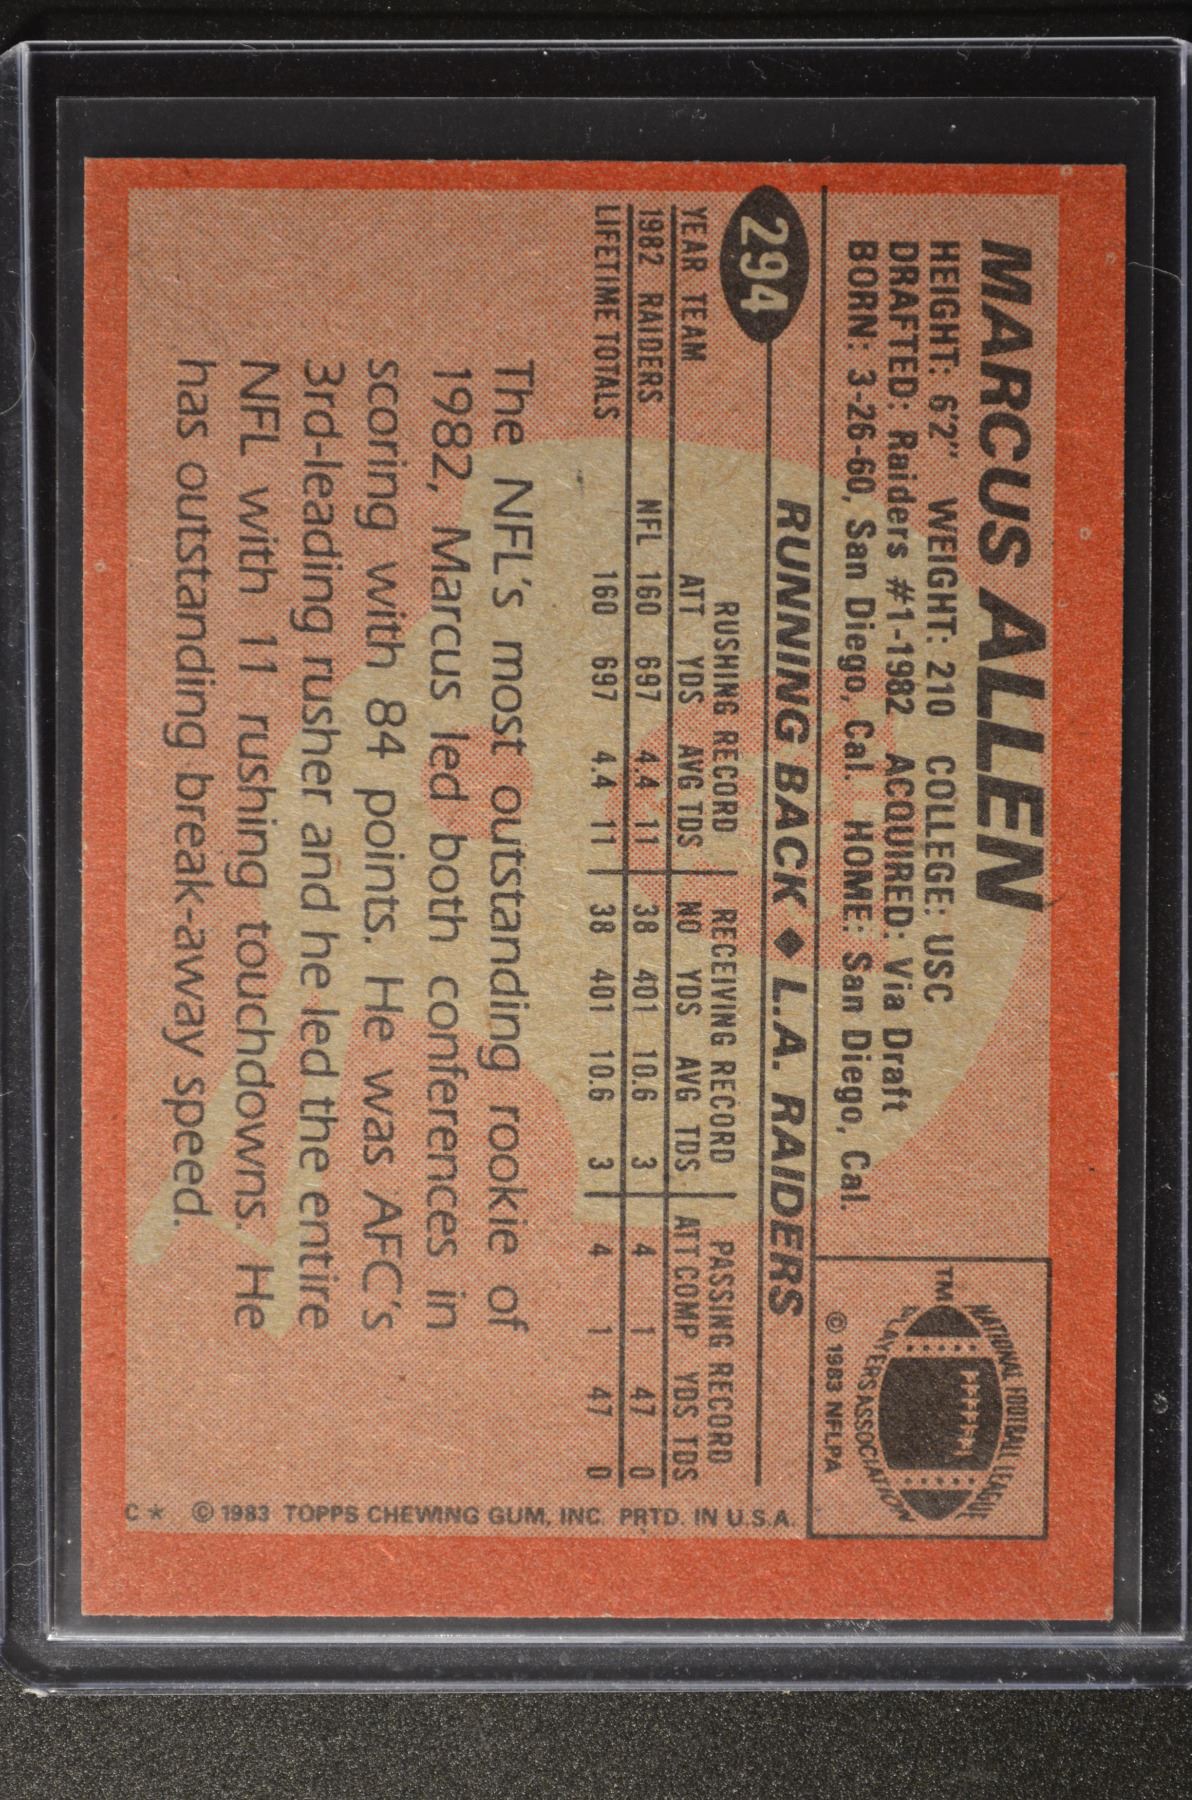 MARCUS ALLEN
HEIGHT: 6'2" WEIGHT: 210 COLLEGE: USC
DRAFTED: Raiders #1-1982 ACQUIRED: Via Draft
BORN: 3-26-60, San Diego, Cal. HOME: San Diego, Cal.
NATIONAL FOOTBALL LEAGUE
PLAYERS ASSOCIATION
TM
© 1983 NFLPA
294
RUNNING BACK ◆ L.A. RAIDERS
RUSHING RECORD RECEIVING RECORD PASSING RECORD
YEAR TEAM ATT YDS AVG TDS NO YDS AVG TDS ATT COMP YDS TDS
1982 RAIDERS NFL 160 697 4.4 11 38 401 10.6 3 4 1 47 0
LIFETIME TOTALS 160 697 4.4 11 38 401 10.6 3 4 1 47 0
The NFL's most outstanding rookie of
1982, Marcus led both conferences in
scoring with 84 points. He was AFC's
3rd-leading rusher and he led the entire
NFL with 11 rushing touchdowns. He
has outstanding break-away speed.
C * © 1983 TOPPS CHEWING GUM, INC. PRTD. IN U.S.A.